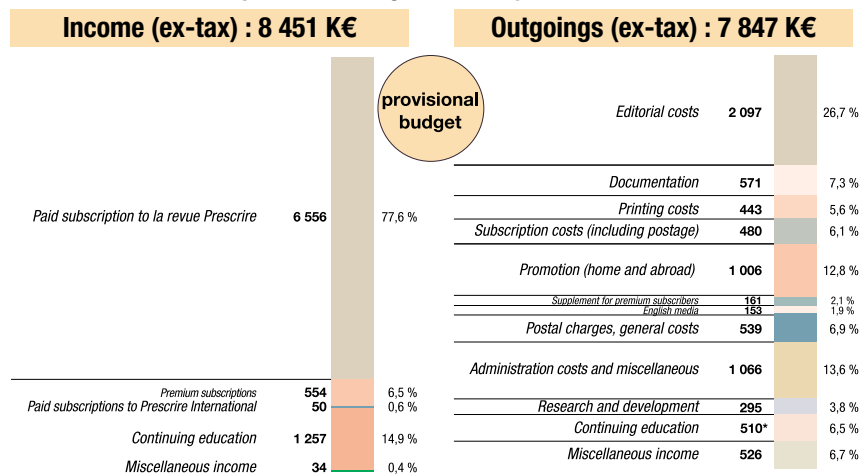 Income (ex-tax) : 8 451 K€
Paid subscription to la revue Prescrire 6 556 77,6 %
Premium subscriptions 554 6,5 %
Paid subscriptions to Prescrire International 50 0,6 %
Continuing education 1 257 14,9 %
Miscellaneous income 34 0,4 %
provisional
budget
Outgoings (ex-tax) : 7 847 K€
Editorial costs 2 097 26,7 %
Documentation 571 7,3 %
Printing costs 443 5,6 %
Subscription costs (including postage) 480 6,1 %
Promotion (home and abroad) 1 006 12,8 %
Supplement for premium subscribers 161 2,1 %
English media 153 1,9 %
Postal charges, general costs 539 6,9 %
Administration costs and miscellaneous 1 066 13,6 %
Research and development 295 3,8 %
Continuing education 510* 6,5 %
Miscellaneous income 526 6,7 %